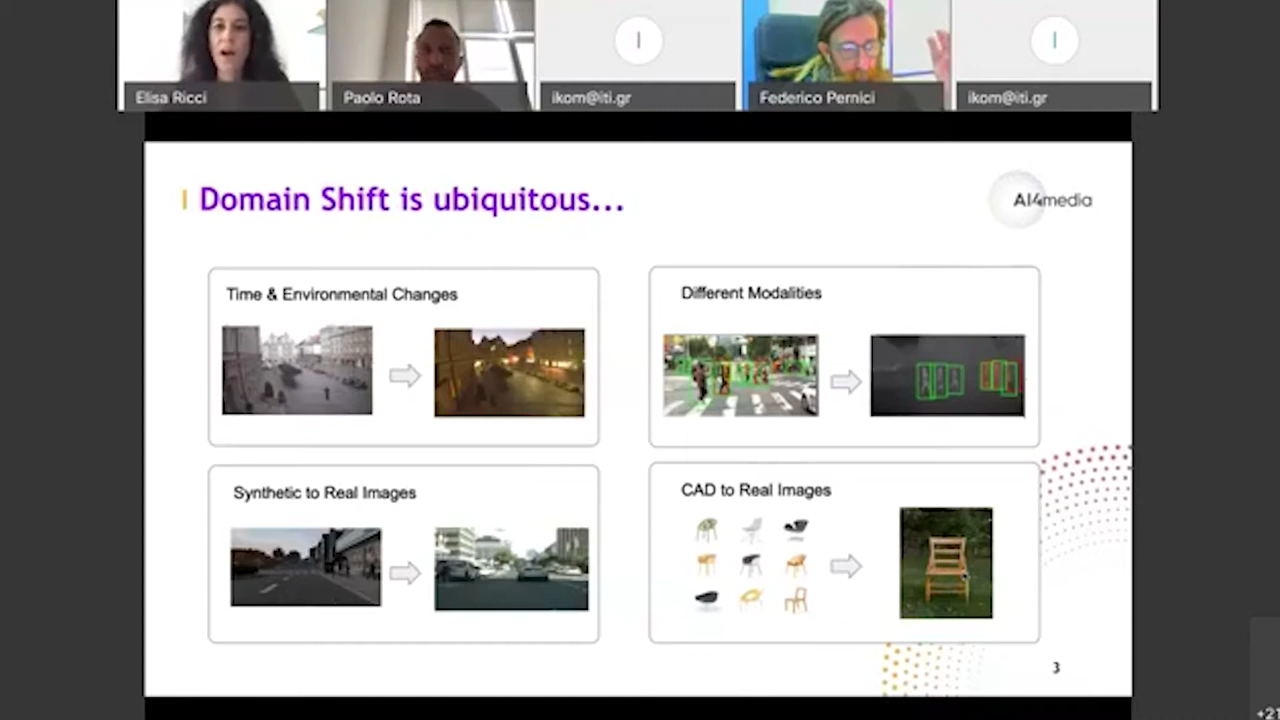 Elisa Ricci
Paolo Rota
I
ikom@iti.gr
Federico Pernici
I
ikom@iti.gr
Domain Shift is ubiquitous...
AI4media
Time & Environmental Changes
Different Modalities
Synthetic to Real Images
CAD to Real Images
3